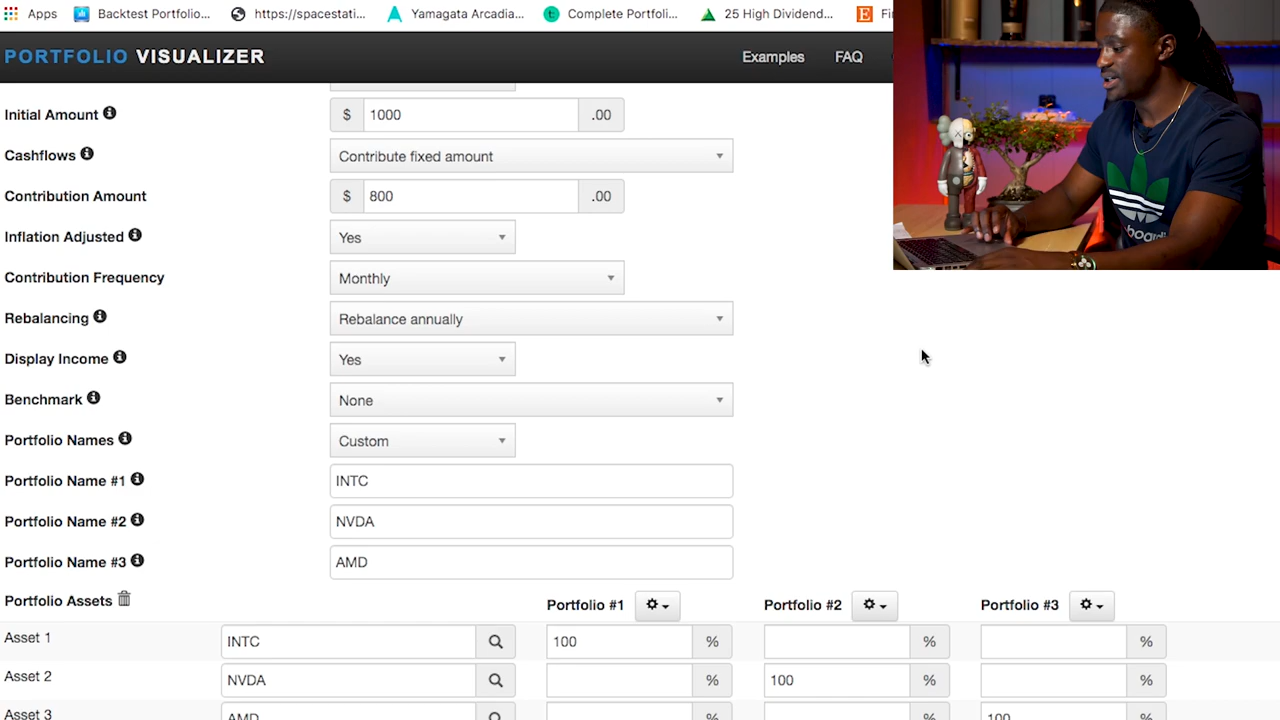 Apps Backtest Portfolio... https://spacestati... Yamagata Arcadia... Complete Portfoli... 25 High Dividend...
PORTFOLIO VISUALIZER Examples FAQ
Initial Amount $ 1000 .00
Cashflows Contribute fixed amount
Contribution Amount $ 800 .00
Inflation Adjusted Yes
Contribution Frequency Monthly
Rebalancing Rebalance annually
Display Income Yes
Benchmark None
Portfolio Names Custom
Portfolio Name #1 INTC
Portfolio Name #2 NVDA
Portfolio Name #3 AMD
Portfolio Assets Portfolio #1 Portfolio #2 Portfolio #3
Asset 1 INTC 100 % % %
Asset 2 NVDA % 100 % %
Asset 3 AMD % % 100 %